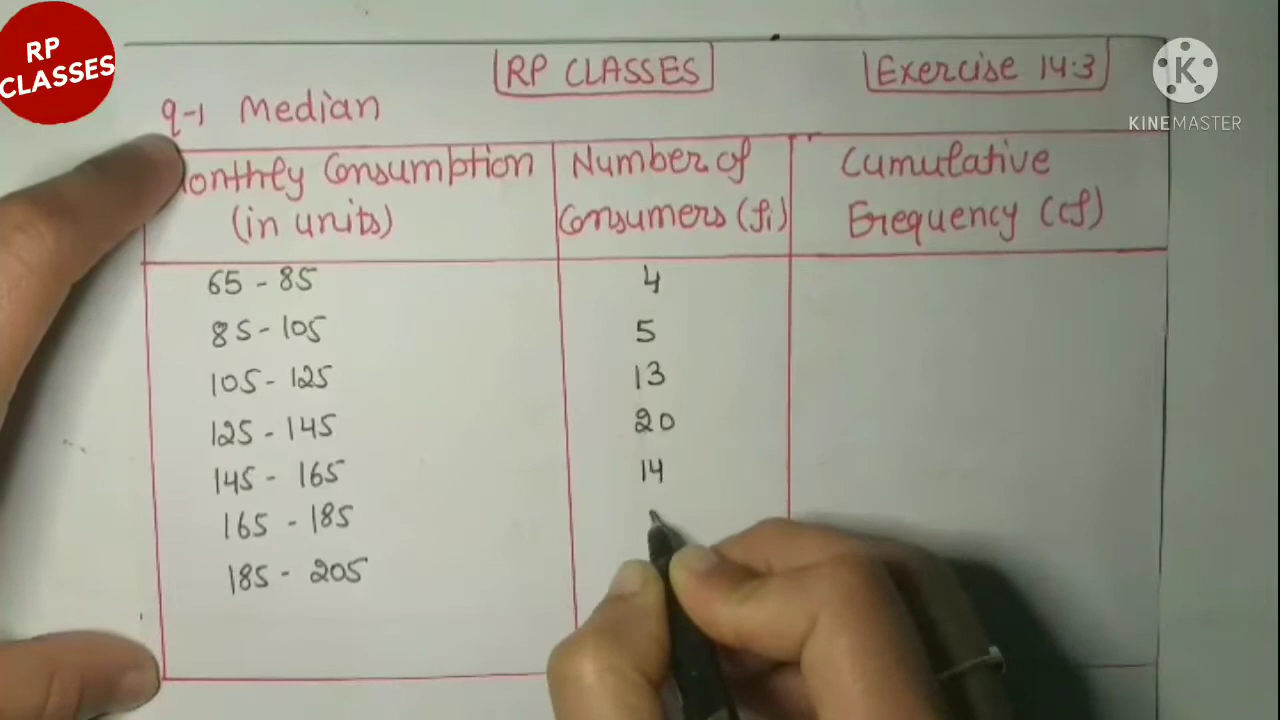 RP
CLASSES
RP CLASSES
Exercise 14.3
KINEMASTER
q-1 Median
Monthly Consumption (in units)
Number of Consumers (fi)
Cumulative Frequency (cf)
65 - 85 4
85 - 105 5
105 - 125 13
125 - 145 20
145 - 165 14
165 - 185
185 - 205